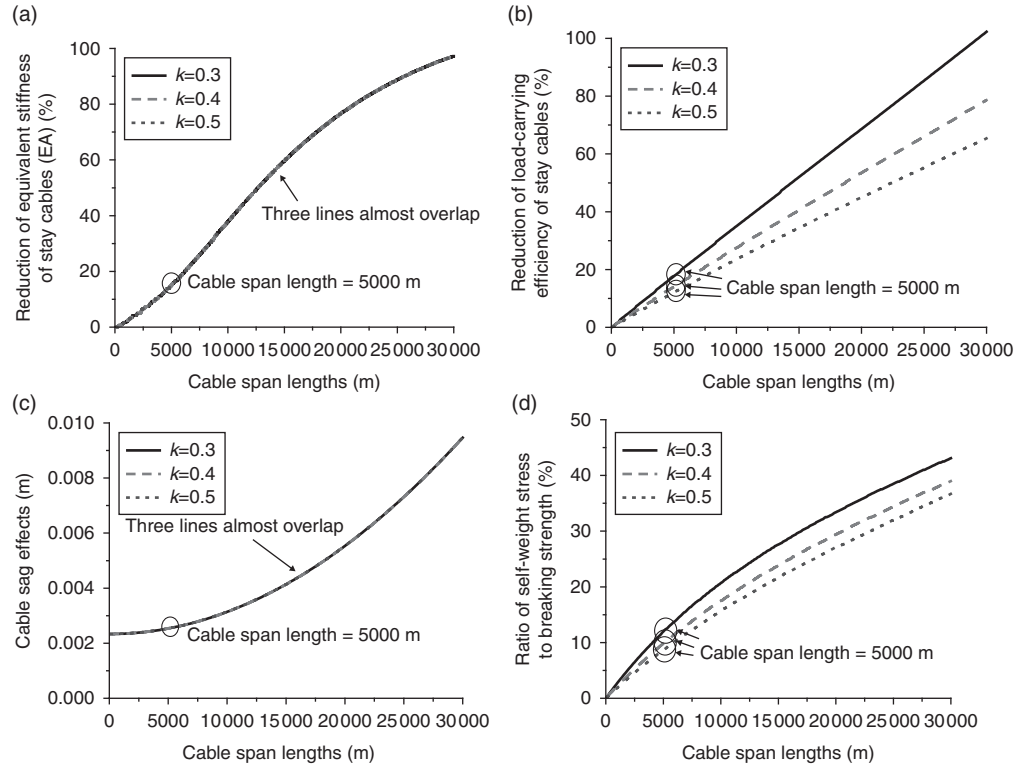 (a)
100
80
60
40
20
0
Reduction of equivalent stiffness
of stay cables (EA) (%)
k=0.3
k=0.4
k=0.5
Three lines almost overlap
Cable span length = 5000 m
0 5000 10000 15000 20000 25000 30000
Cable span lengths (m)
(b)
100
80
60
40
20
0
Reduction of load-carrying
efficiency of stay cables (%)
k=0.3
k=0.4
k=0.5
Cable span length = 5000 m
0 5000 10000 15000 20000 25000 30000
Cable span lengths (m)
(c)
0.010
0.008
0.006
0.004
0.002
0.000
Cable sag effects (m)
k=0.3
k=0.4
k=0.5
Three lines almost overlap
Cable span length = 5000 m
0 5000 10000 15000 20000 25000 30000
Cable span lengths (m)
(d)
50
40
30
20
10
0
Ratio of self-weight stress
to breaking strength (%)
k=0.3
k=0.4
k=0.5
Cable span length = 5000 m
0 5000 10000 15000 20000 25000 30000
Cable span lengths (m)